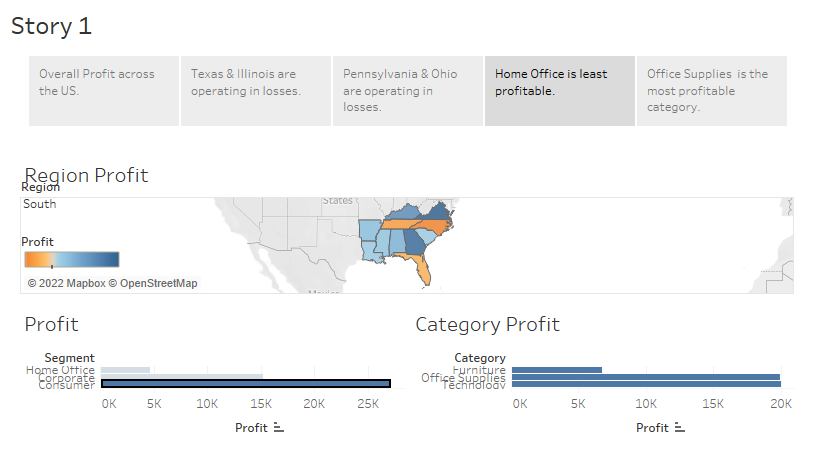 Story 1
Overall Profit across
the US.
Texas & Illinois are
operating in losses.
Pennsylvania & Ohio
are operating in
losses.
Home Office is least
profitable.
Office Supplies is the
most profitable
category.
Region Profit
Region
South
States
Profit
© 2022 Mapbox © OpenStreetMap
Mexico
Profit
Segment
Home Office
Corporate
Consumer
0K 5K 10K 15K 20K 25K
Profit
Category Profit
Category
Furniture
Office Supplies
Technology
0K 5K 10K 15K 20K
Profit